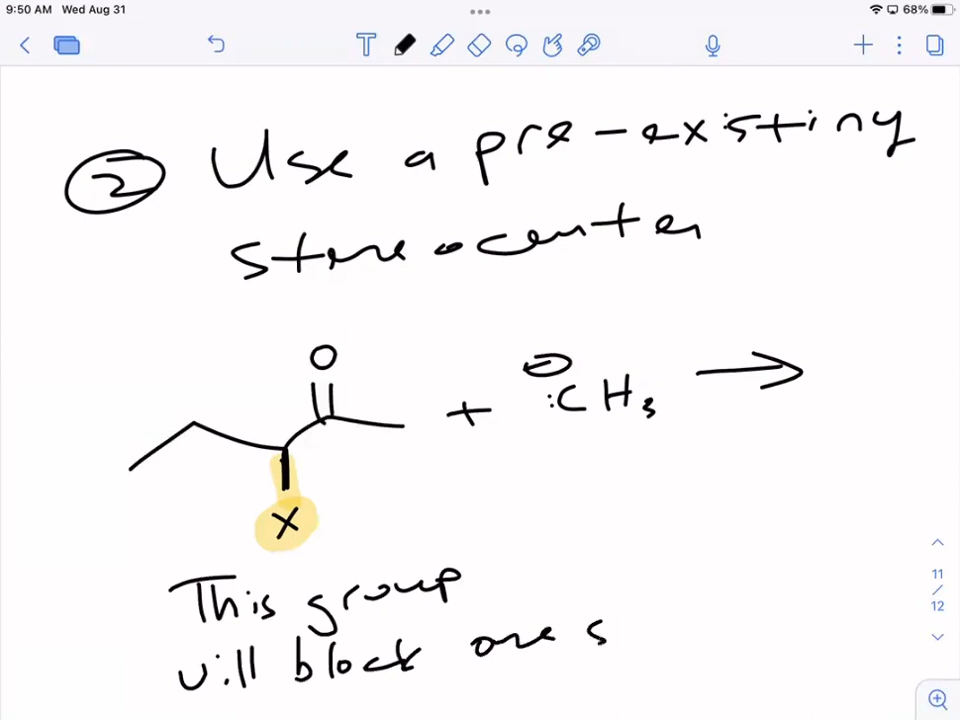 9:50 AM Wed Aug 31
68%
② Use a pre-existing
stereocenter
O
+ ⊖
:CH₃ →
X
This group
will block one s
11
/
12